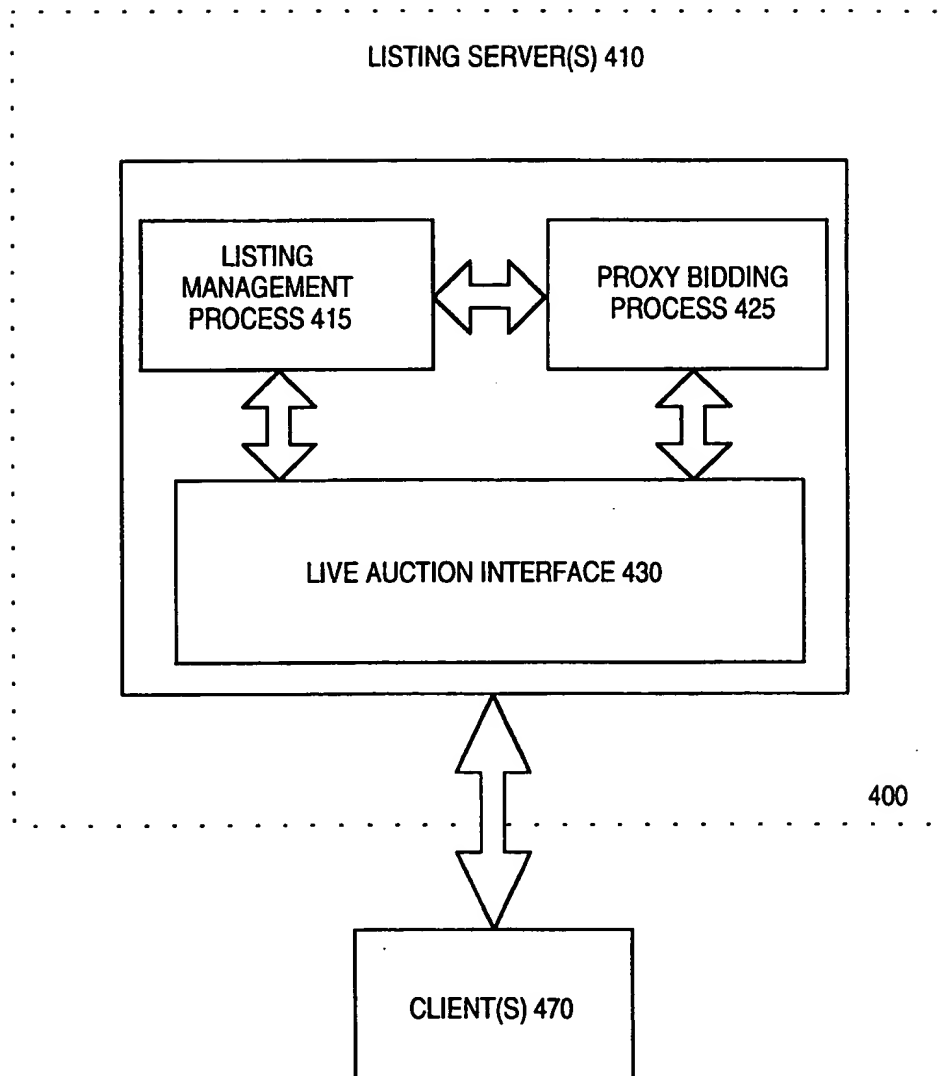 LISTING SERVER(S) 410
LISTING
MANAGEMENT
PROCESS 415
PROXY BIDDING
PROCESS 425
LIVE AUCTION INTERFACE 430
400
CLIENT(S) 470